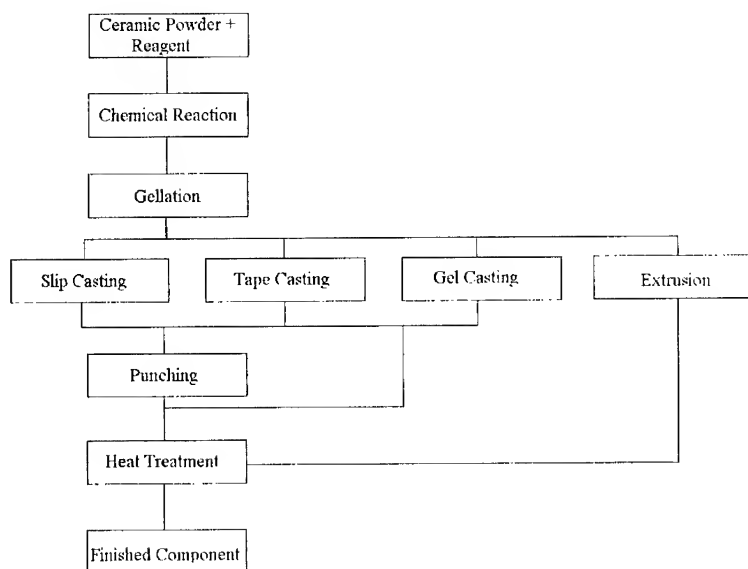 Ceramic Powder +
Reagent
Chemical Reaction
Gellation
Slip Casting
Tape Casting
Gel Casting
Extrusion
Punching
Heat Treatment
Finished Component